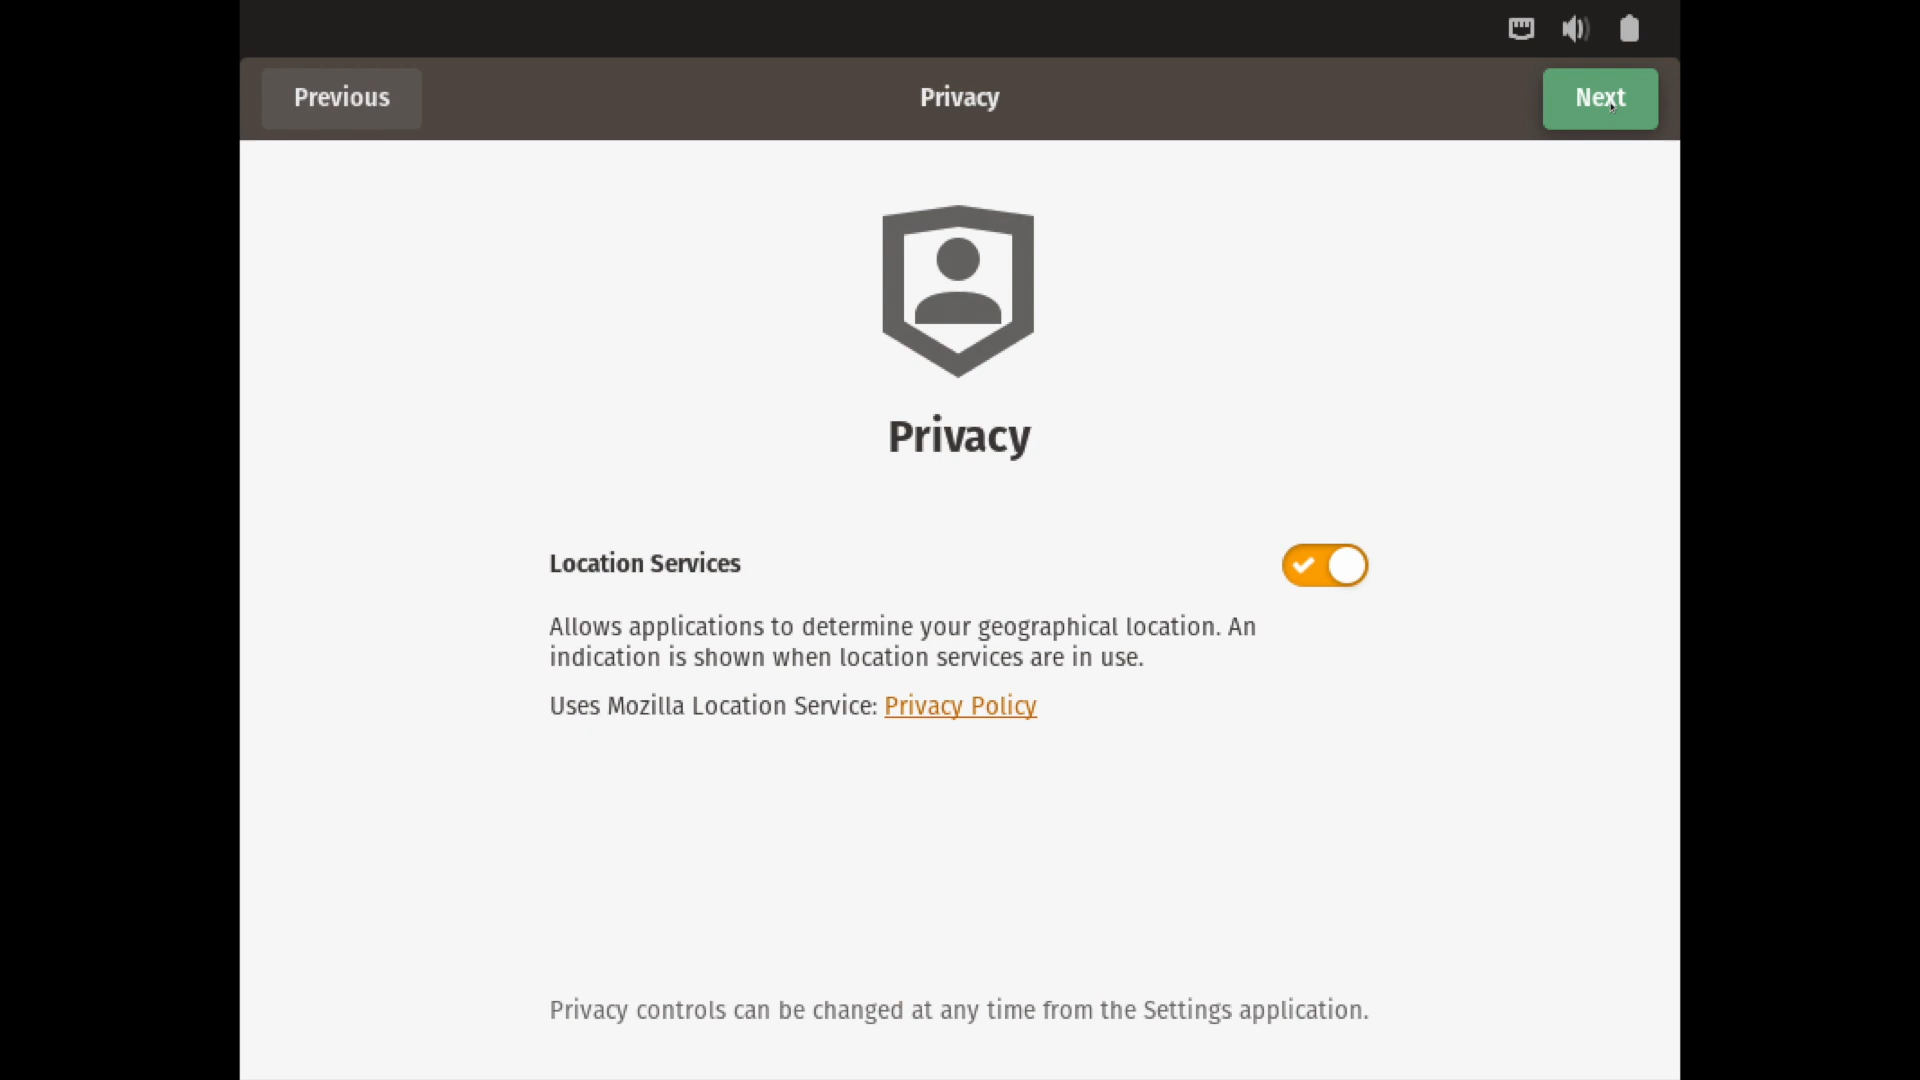 Previous
Privacy
Next
Privacy
Location Services
Allows applications to determine your geographical location. An
indication is shown when location services are in use.
Uses Mozilla Location Service: Privacy Policy
Privacy controls can be changed at any time from the Settings application.